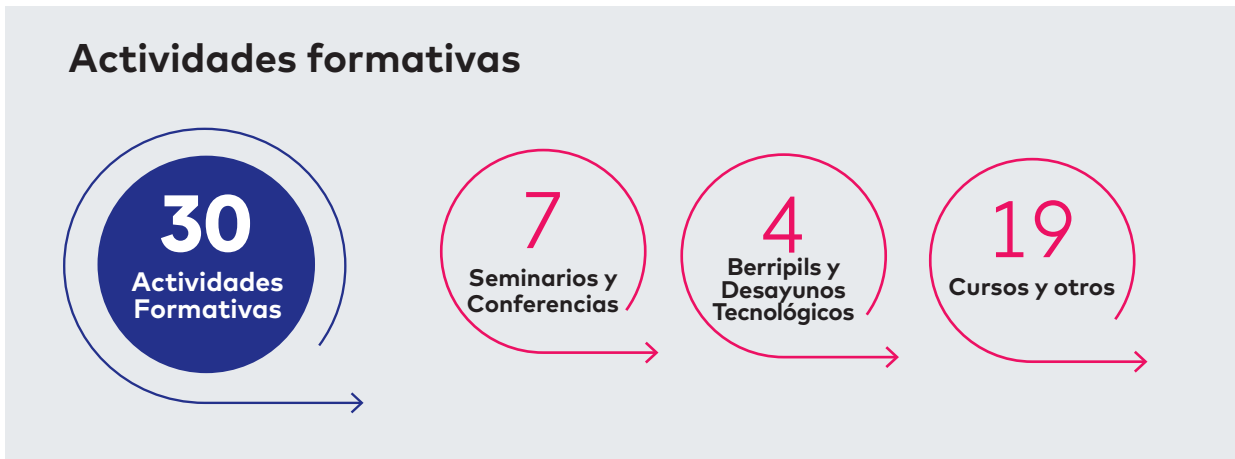 Actividades formativas
30
Actividades
Formativas
7
Seminarios y
Conferencias
4
Berripils y
Desayunos
Tecnológicos
19
Cursos y otros